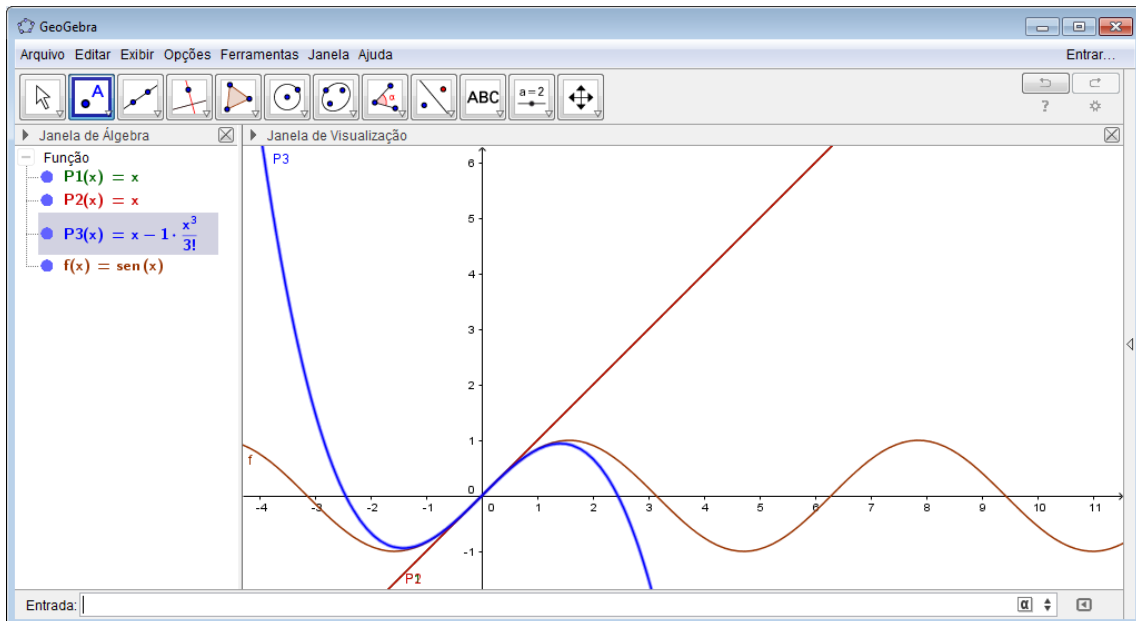 GeoGebra
Arquivo Editar Exibir Opções Ferramentas Janela Ajuda
Entrar...
A α ABC a=2 ?
Janela de Álgebra
Janela de Visualização
Função
P1(x) = x
P2(x) = x
P3(x) = x − 1 · x³/3!
f(x) = sen(x)
P3
6
5
4
3
2
1
0
-1
f
-4 -3 -2 -1 0 1 2 3 4 5 6 7 8 9 10 11
Entrada:
α